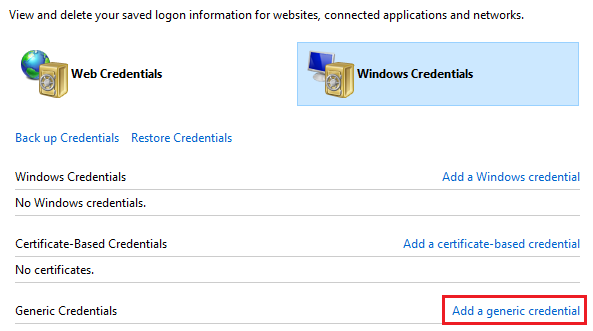 View and delete your saved logon information for websites, connected applications and networks.
Web Credentials
Windows Credentials
Back up Credentials
Restore Credentials
Windows Credentials
Add a Windows credential
No Windows credentials.
Certificate-Based Credentials
Add a certificate-based credential
No certificates.
Generic Credentials
Add a generic credential